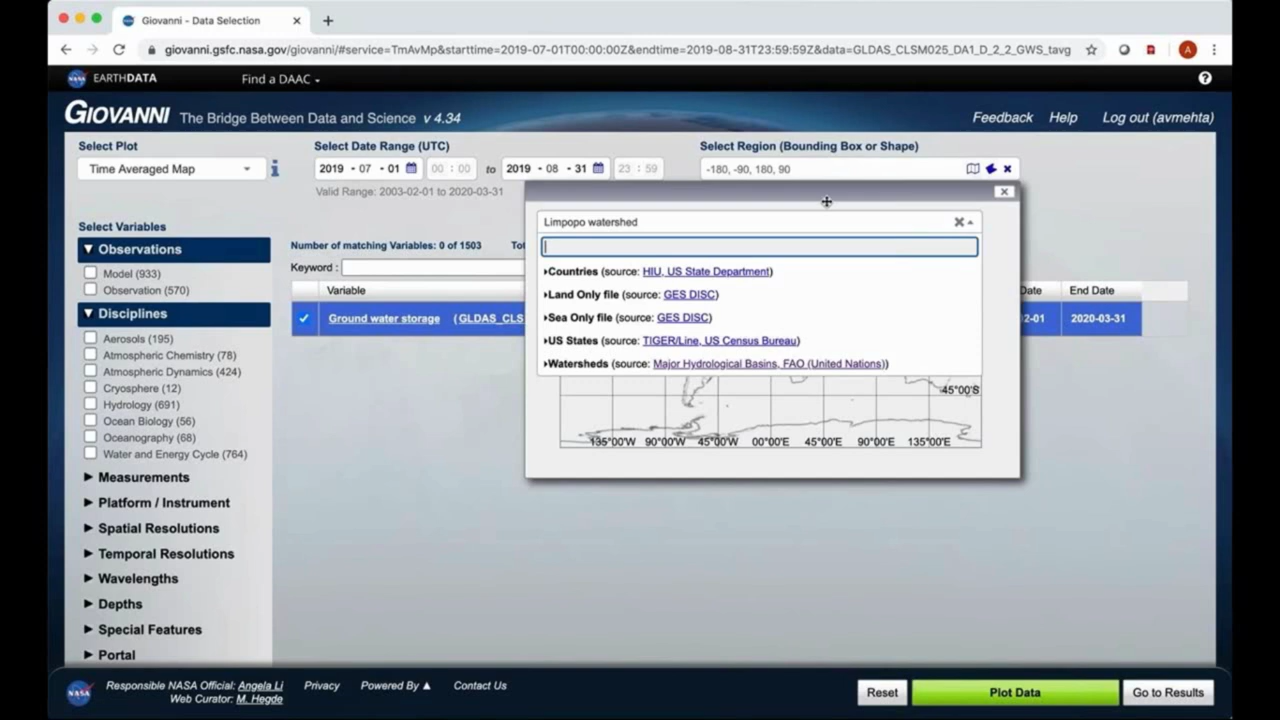 Giovanni - Data Selection
giovanni.gsfc.nasa.gov/giovanni/#service=TmAvMp&starttime=2019-07-01T00:00:00Z&endtime=2019-08-31T23:59:59Z&data=GLDAS_CLSM025_DA1_D_2_2_GWS_tavg
A
NASA EARTHDATA Find a DAAC ?
GIOVANNI The Bridge Between Data and Science v 4.34 Feedback Help Log out (avmehta)
Select Plot Select Date Range (UTC) Select Region (Bounding Box or Shape)
Time Averaged Map i 2019 - 07 - 01 00 : 00 to 2019 - 08 - 31 23 : 59 -180, -90, 180, 90
Valid Range: 2003-02-01 to 2020-03-31
Limpopo watershed
Select Variables
Observations
Number of matching Variables: 0 of 1503
Keyword :
Countries (source: HIU, US State Department)
Model (933)
Observation (570)
Variable Date End Date
Land Only file (source: GES DISC)
Disciplines
Ground water storage (GLDAS_CLS 2020-03-31
Sea Only file (source: GES DISC)
US States (source: TIGER/Line, US Census Bureau)
Watersheds (source: Major Hydrological Basins, FAO (United Nations))
Aerosols (195)
Atmospheric Chemistry (78)
Atmospheric Dynamics (424)
Cryosphere (12)
Hydrology (691)
Ocean Biology (56)
Oceanography (68)
Water and Energy Cycle (764)
45°00'S
135°00'W 90°00'W 45°00'W 00°00'E 45°00'E 90°00'E 135°00'E
Measurements
Platform / Instrument
Spatial Resolutions
Temporal Resolutions
Wavelengths
Depths
Special Features
Portal
NASA
Responsible NASA Official: Angela Li Privacy Powered By Contact Us
Web Curator: M. Hegde
Reset Plot Data Go to Results